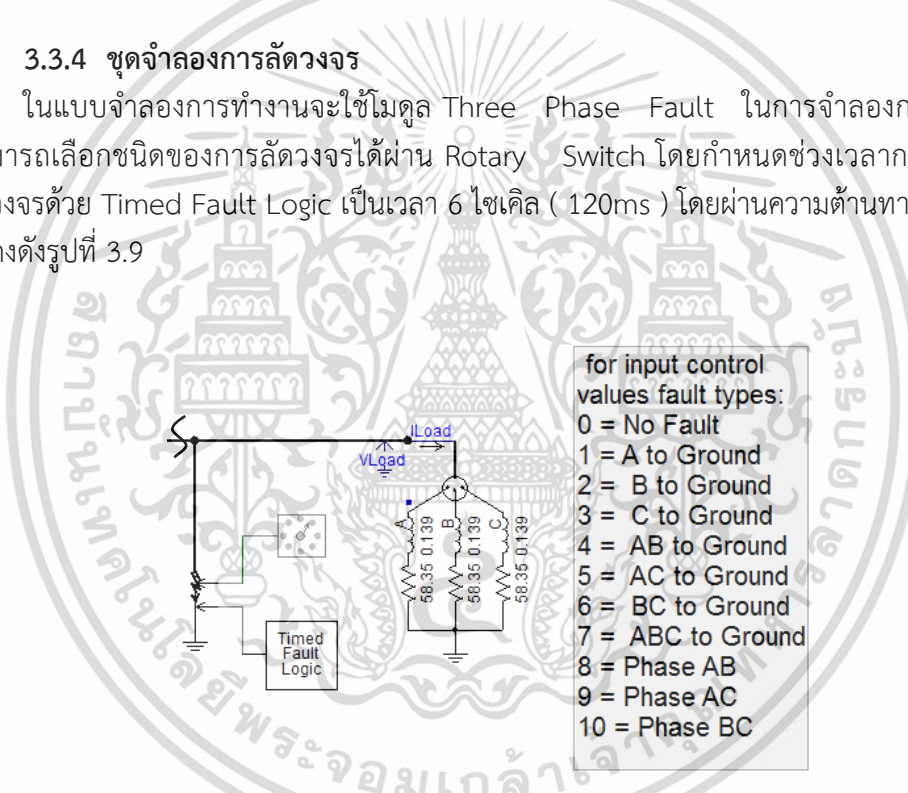 3.3.4 ชุดจำลองการลัดวงจร
ในแบบจำลองการทำงานจะใช้โมดูล Three Phase Fault ในการจำลองก
มารถเลือกชนิดของการลัดวงจรได้ผ่าน Rotary Switch โดยกำหนดช่วงเวลาก
งจรด้วย Timed Fault Logic เป็นเวลา 6 ไซเคิล ( 120ms ) โดยผ่านความต้านทา
างดังรูปที่ 3.9
for input control
values fault types:
0 = No Fault
1 = A to Ground
2 = B to Ground
3 = C to Ground
4 = AB to Ground
5 = AC to Ground
6 = BC to Ground
7 = ABC to Ground
8 = Phase AB
9 = Phase AC
10 = Phase BC
ILoad
VLoad
A
B
C
58.35 0.139
58.35 0.139
58.35 0.139
Timed
Fault
Logic